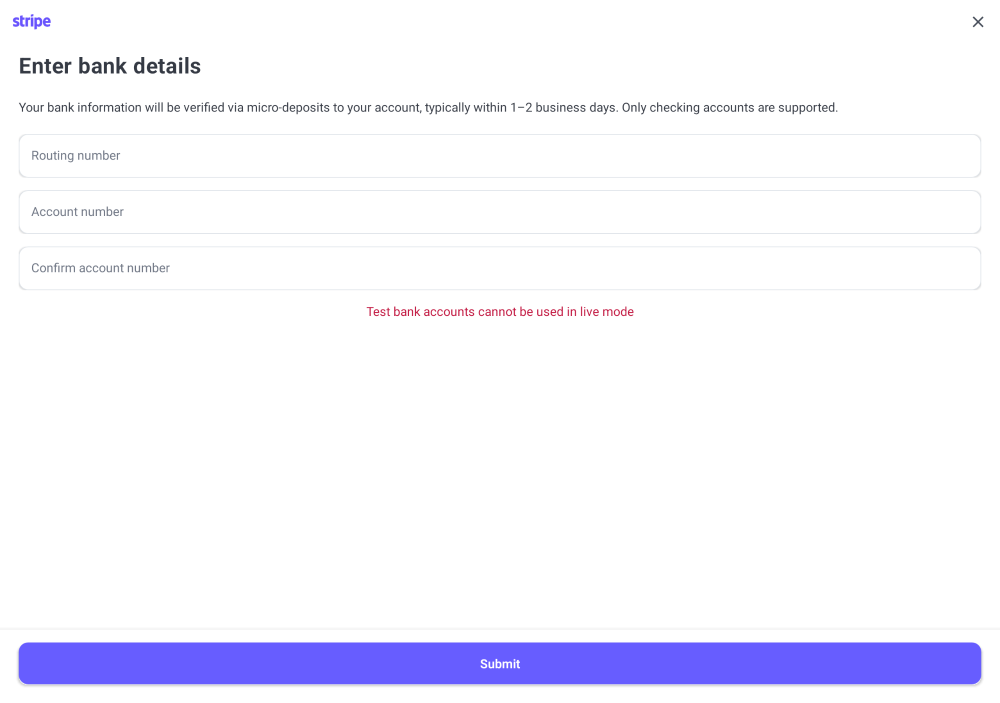 stripe
Enter bank details
Your bank information will be verified via micro-deposits to your account, typically within 1–2 business days. Only checking accounts are supported.
Routing number
Account number
Confirm account number
Test bank accounts cannot be used in live mode
Submit